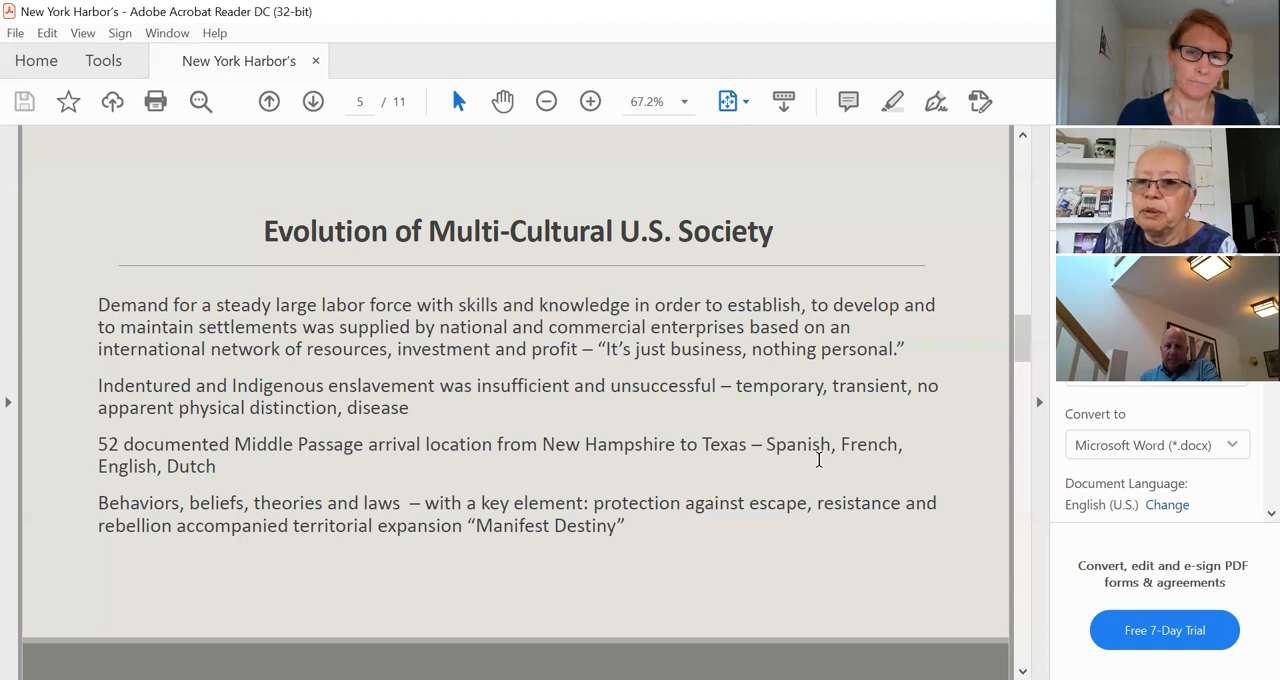 New York Harbor's - Adobe Acrobat Reader DC (32-bit)
File Edit View Sign Window Help
Home Tools New York Harbor's ×
5 / 11 67.2%
Evolution of Multi-Cultural U.S. Society
Demand for a steady large labor force with skills and knowledge in order to establish, to develop and
to maintain settlements was supplied by national and commercial enterprises based on an
international network of resources, investment and profit – “It’s just business, nothing personal.”
Indentured and Indigenous enslavement was insufficient and unsuccessful – temporary, transient, no
apparent physical distinction, disease
52 documented Middle Passage arrival location from New Hampshire to Texas – Spanish, French,
English, Dutch
Behaviors, beliefs, theories and laws – with a key element: protection against escape, resistance and
rebellion accompanied territorial expansion “Manifest Destiny”
Convert to
Microsoft Word (*.docx)
Document Language:
English (U.S.) Change
Convert, edit and e-sign PDF
forms & agreements
Free 7-Day Trial